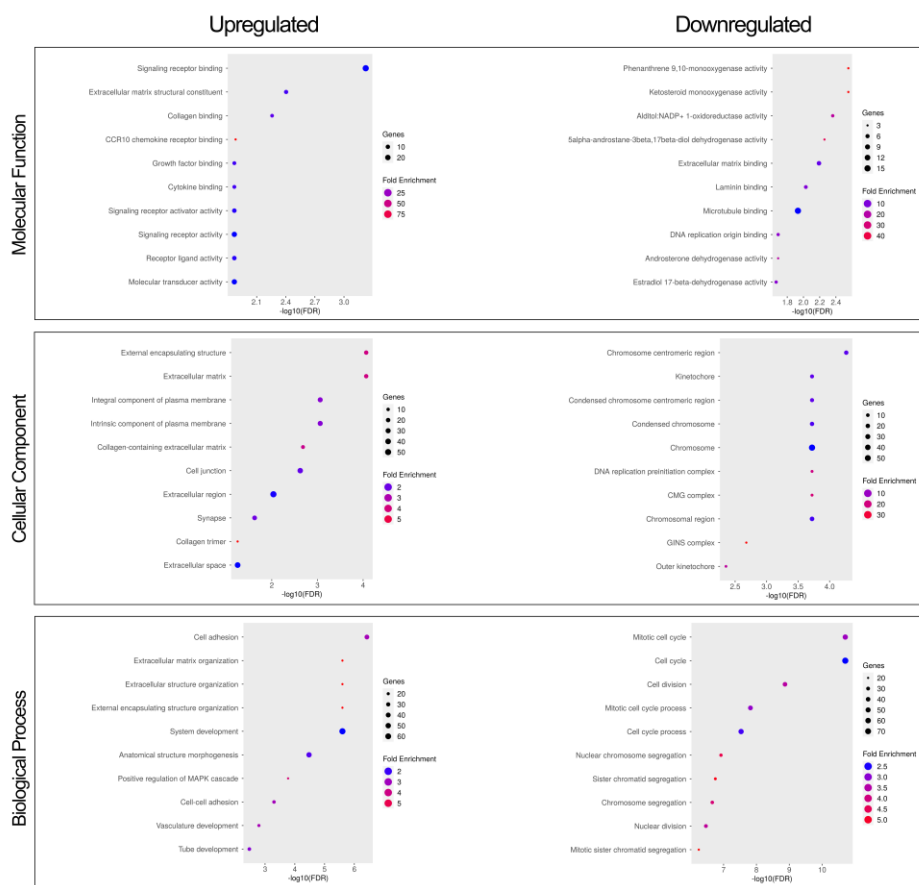 Upregulated
Downregulated
Molecular Function
Signaling receptor binding
Extracellular matrix structural constituent
Collagen binding
CCR10 chemokine receptor binding
Growth factor binding
Cytokine binding
Signaling receptor activator activity
Signaling receptor activity
Receptor ligand activity
Molecular transducer activity
2.1 2.4 2.7 3.0
-log10(FDR)
Genes
10
20
Fold Enrichment
25
50
75
Phenanthrene 9,10-monooxygenase activity
Ketosteroid monooxygenase activity
Alditol:NADP+ 1-oxidoreductase activity
5alpha-androstane-3beta,17beta-diol dehydrogenase activity
Extracellular matrix binding
Laminin binding
Microtubule binding
DNA replication origin binding
Androsterone dehydrogenase activity
Estradiol 17-beta-dehydrogenase activity
1.8 2.0 2.2 2.4
-log10(FDR)
Genes
3
6
9
12
15
Fold Enrichment
10
20
30
40
Cellular Component
External encapsulating structure
Extracellular matrix
Integral component of plasma membrane
Intrinsic component of plasma membrane
Collagen-containing extracellular matrix
Cell junction
Extracellular region
Synapse
Collagen trimer
Extracellular space
2 3 4
-log10(FDR)
Genes
10
20
30
40
50
Fold Enrichment
2
3
4
5
Chromosome centromeric region
Kinetochore
Condensed chromosome centromeric region
Condensed chromosome
Chromosome
DNA replication preinitiation complex
CMG complex
Chromosomal region
GINS complex
Outer kinetochore
2.5 3.0 3.5 4.0
-log10(FDR)
Genes
10
20
30
40
50
Fold Enrichment
10
20
30
Biological Process
Cell adhesion
Extracellular matrix organization
Extracellular structure organization
External encapsulating structure organization
System development
Anatomical structure morphogenesis
Positive regulation of MAPK cascade
Cell-cell adhesion
Vasculature development
Tube development
3 4 5 6
-log10(FDR)
Genes
20
30
40
50
60
Fold Enrichment
2
3
4
5
Mitotic cell cycle
Cell cycle
Cell division
Mitotic cell cycle process
Cell cycle process
Nuclear chromosome segregation
Sister chromatid segregation
Chromosome segregation
Nuclear division
Mitotic sister chromatid segregation
7 8 9 10
-log10(FDR)
Genes
20
30
40
50
60
70
Fold Enrichment
2.5
3.0
3.5
4.0
4.5
5.0